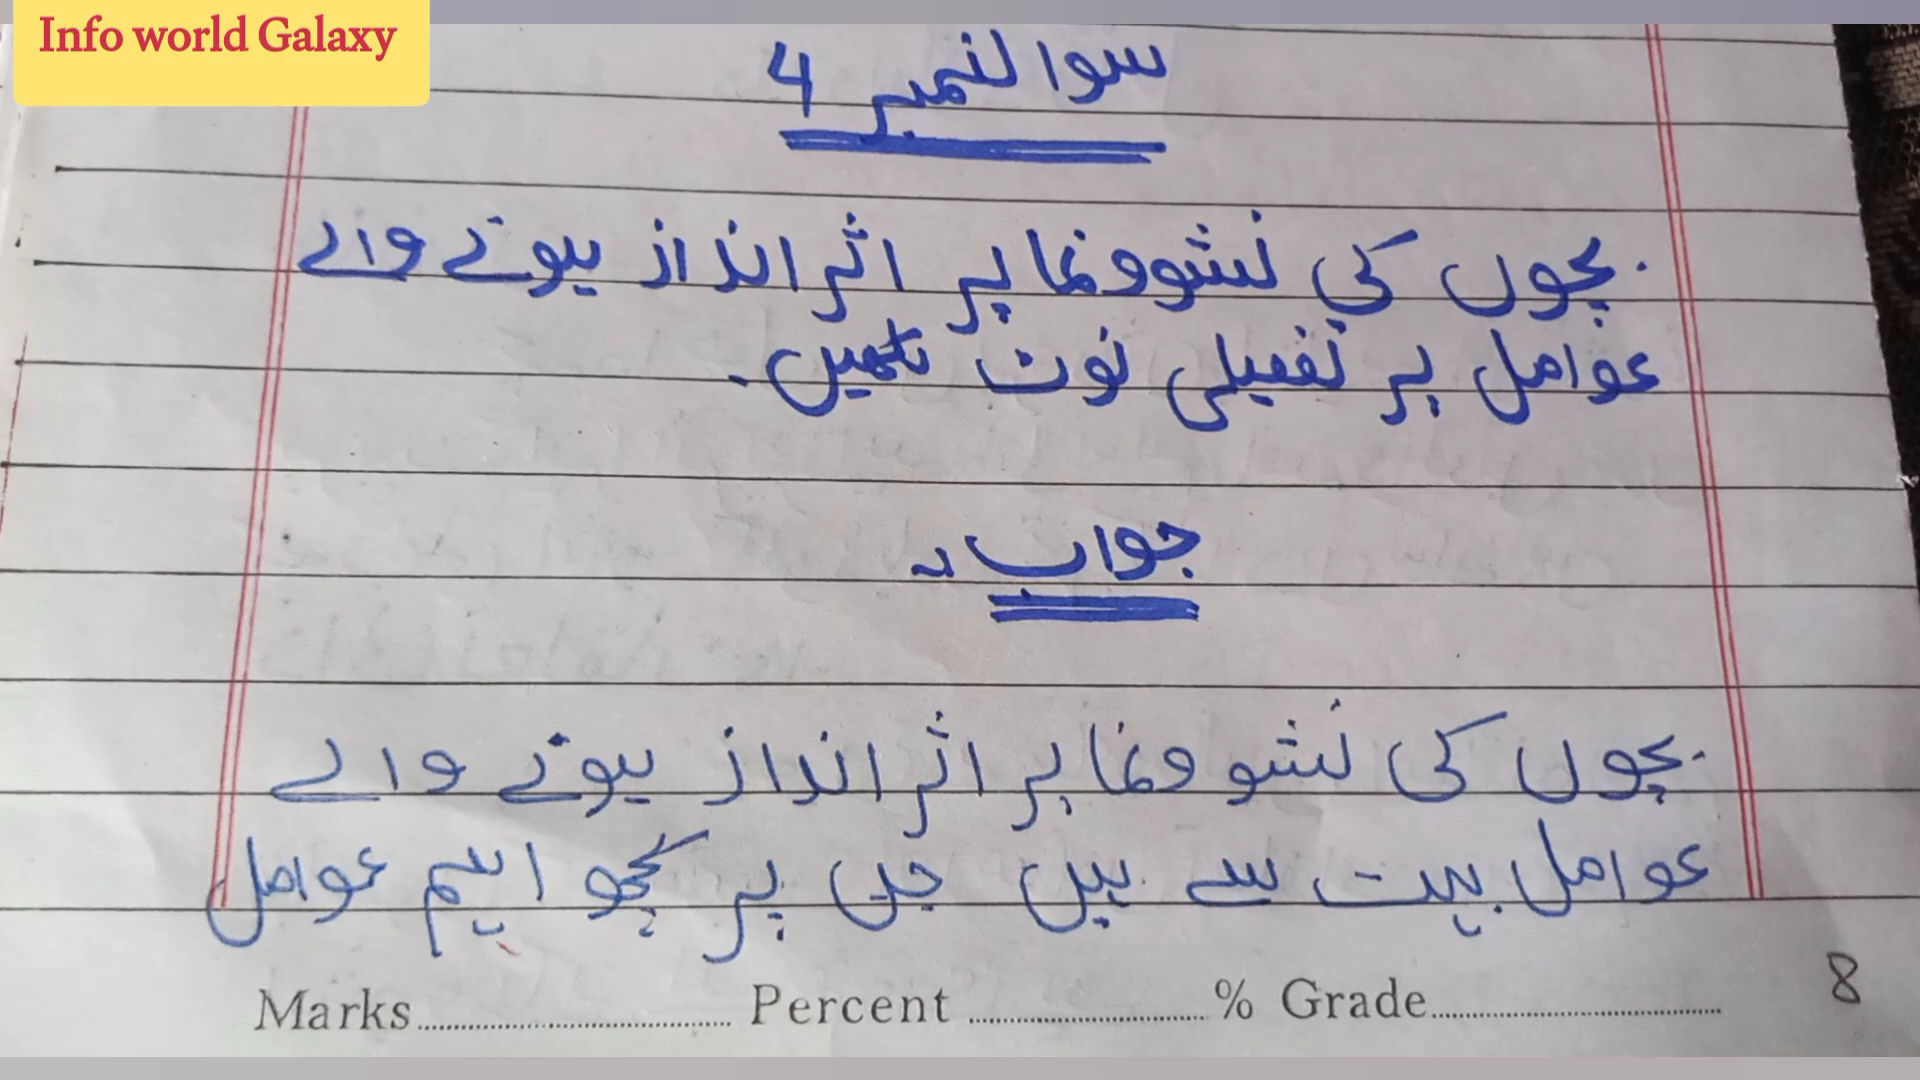 Info world Galaxy
سوالنمبر 4
بچوں کی نشوونما پر اثر انداز ہونے والے
عوامل پر تفصیلی نوٹ لکھیں۔
جواب:
بچوں کی نشوونما پر اثر انداز ہونے والے
عوامل بہت سے ہیں جن پر کچھ اہم عوامل
Marks.......... Percent ..........% Grade..........
8